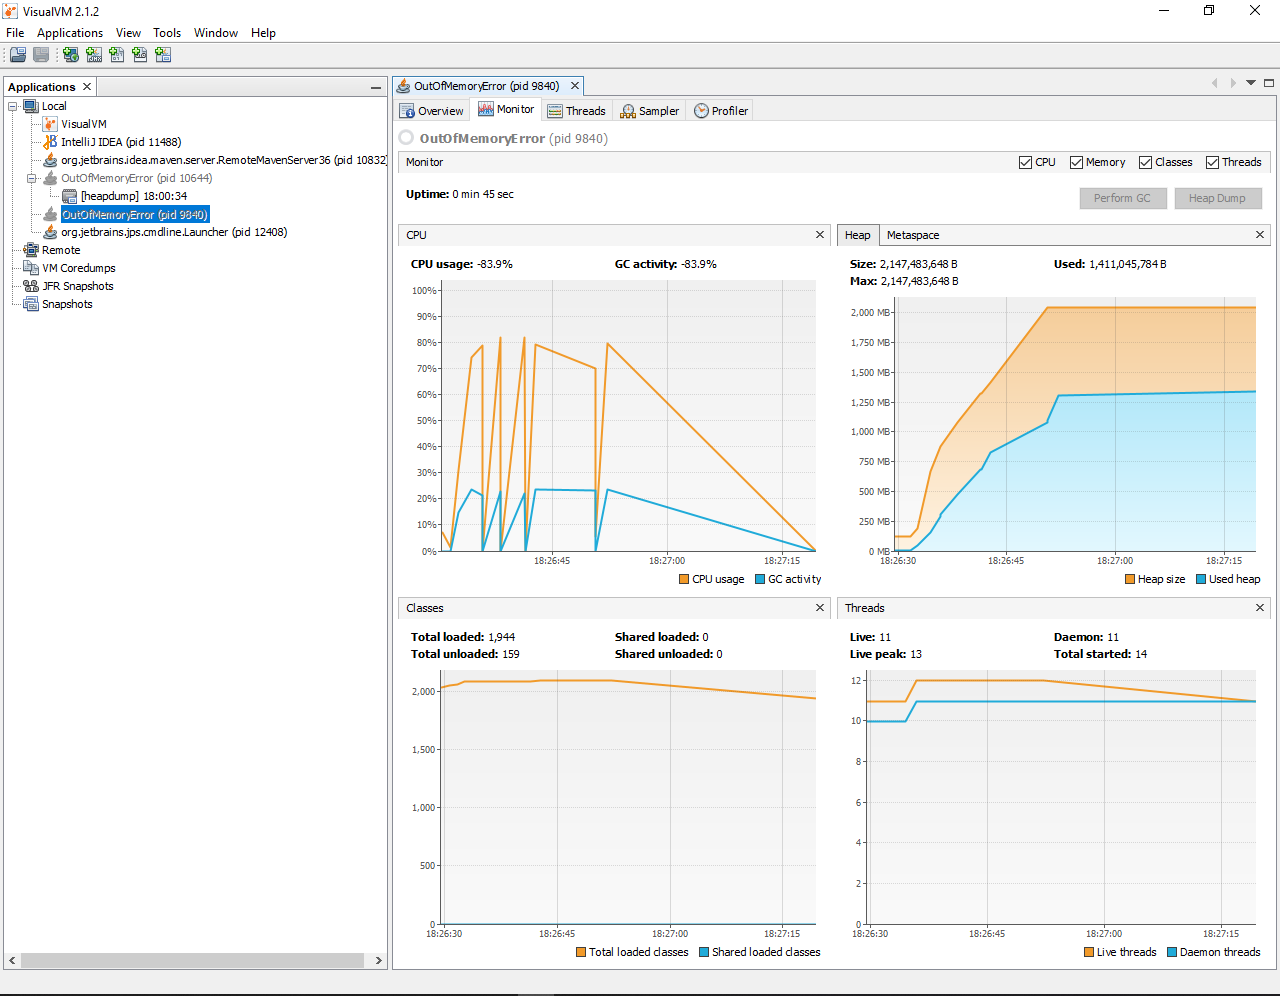 VisualVM 2.1.2
File Applications View Tools Window Help
Applications
Local
VisualVM
IntelliJ IDEA (pid 11488)
org.jetbrains.idea.maven.server.RemoteMavenServer36 (pid 10832)
OutOfMemoryError (pid 10644)
[heapdump] 18:00:34
OutOfMemoryError (pid 9840)
org.jetbrains.jps.cmdline.Launcher (pid 12408)
Remote
VM Coredumps
JFR Snapshots
Snapshots
OutOfMemoryError (pid 9840)
Overview Monitor Threads Sampler Profiler
OutOfMemoryError (pid 9840)
Monitor CPU Memory Classes Threads
Uptime: 0 min 45 sec Perform GC Heap Dump
CPU
CPU usage: -83.9% GC activity: -83.9%
100%
90%
80%
70%
60%
50%
40%
30%
20%
10%
0%
18:26:45 18:27:00 18:27:15
CPU usage GC activity
Heap Metaspace
Size: 2,147,483,648 B Used: 1,411,045,784 B
Max: 2,147,483,648 B
2,000 MB
1,750 MB
1,500 MB
1,250 MB
1,000 MB
750 MB
500 MB
250 MB
0 MB
18:26:30 18:26:45 18:27:00 18:27:15
Heap size Used heap
Classes
Total loaded: 1,944 Shared loaded: 0
Total unloaded: 159 Shared unloaded: 0
2,000
1,500
1,000
500
0
18:26:30 18:26:45 18:27:00 18:27:15
Total loaded classes Shared loaded classes
Threads
Live: 11 Daemon: 11
Live peak: 13 Total started: 14
12
10
8
6
4
2
0
18:26:30 18:26:45 18:27:00 18:27:15
Live threads Daemon threads